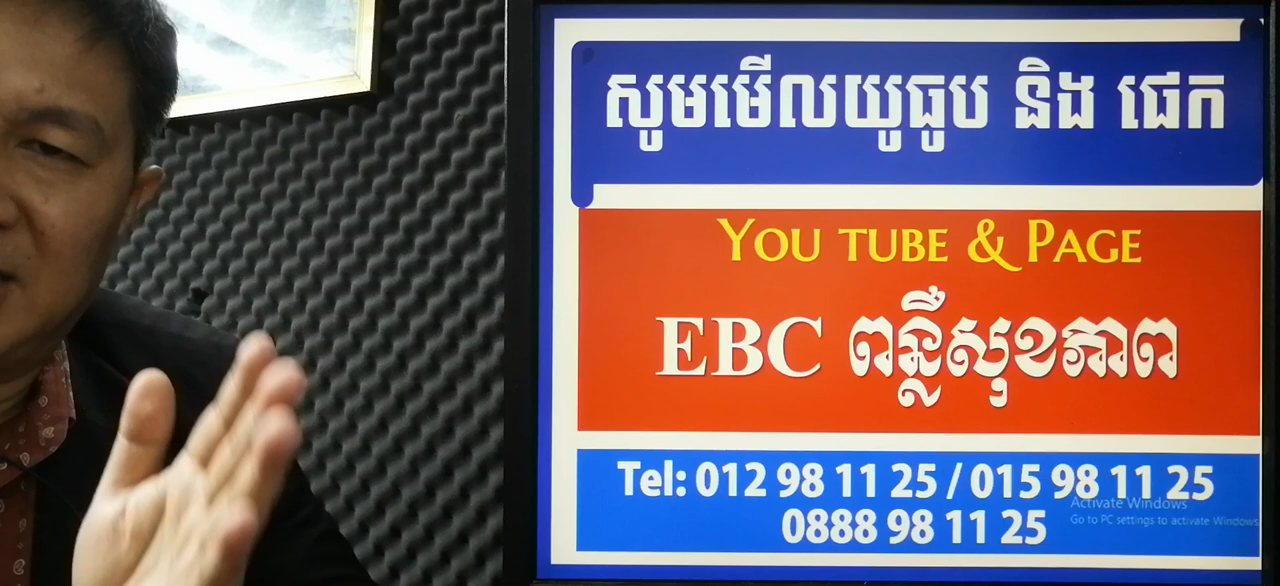 សូមមើលយូធូប និង ផេក
YOU TUBE & PAGE
EBC ពន្លឺសុខភាព
Tel: 012 98 11 25 / 015 98 11 25
0888 98 11 25
Activate Windows
Go to PC settings to activate Windows